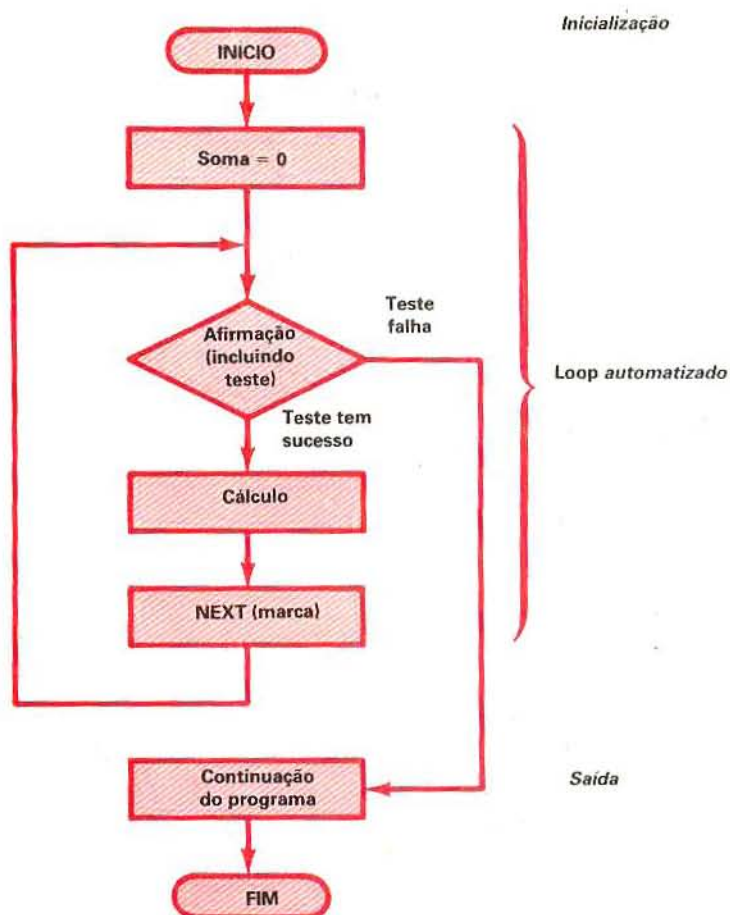 Inicialização
INÍCIO
Soma = 0
Teste
falha
Afirmação
(incluindo
teste)
Loop automatizado
Teste tem
sucesso
Cálculo
NEXT (marca)
Continuação
do programa
Saída
FIM